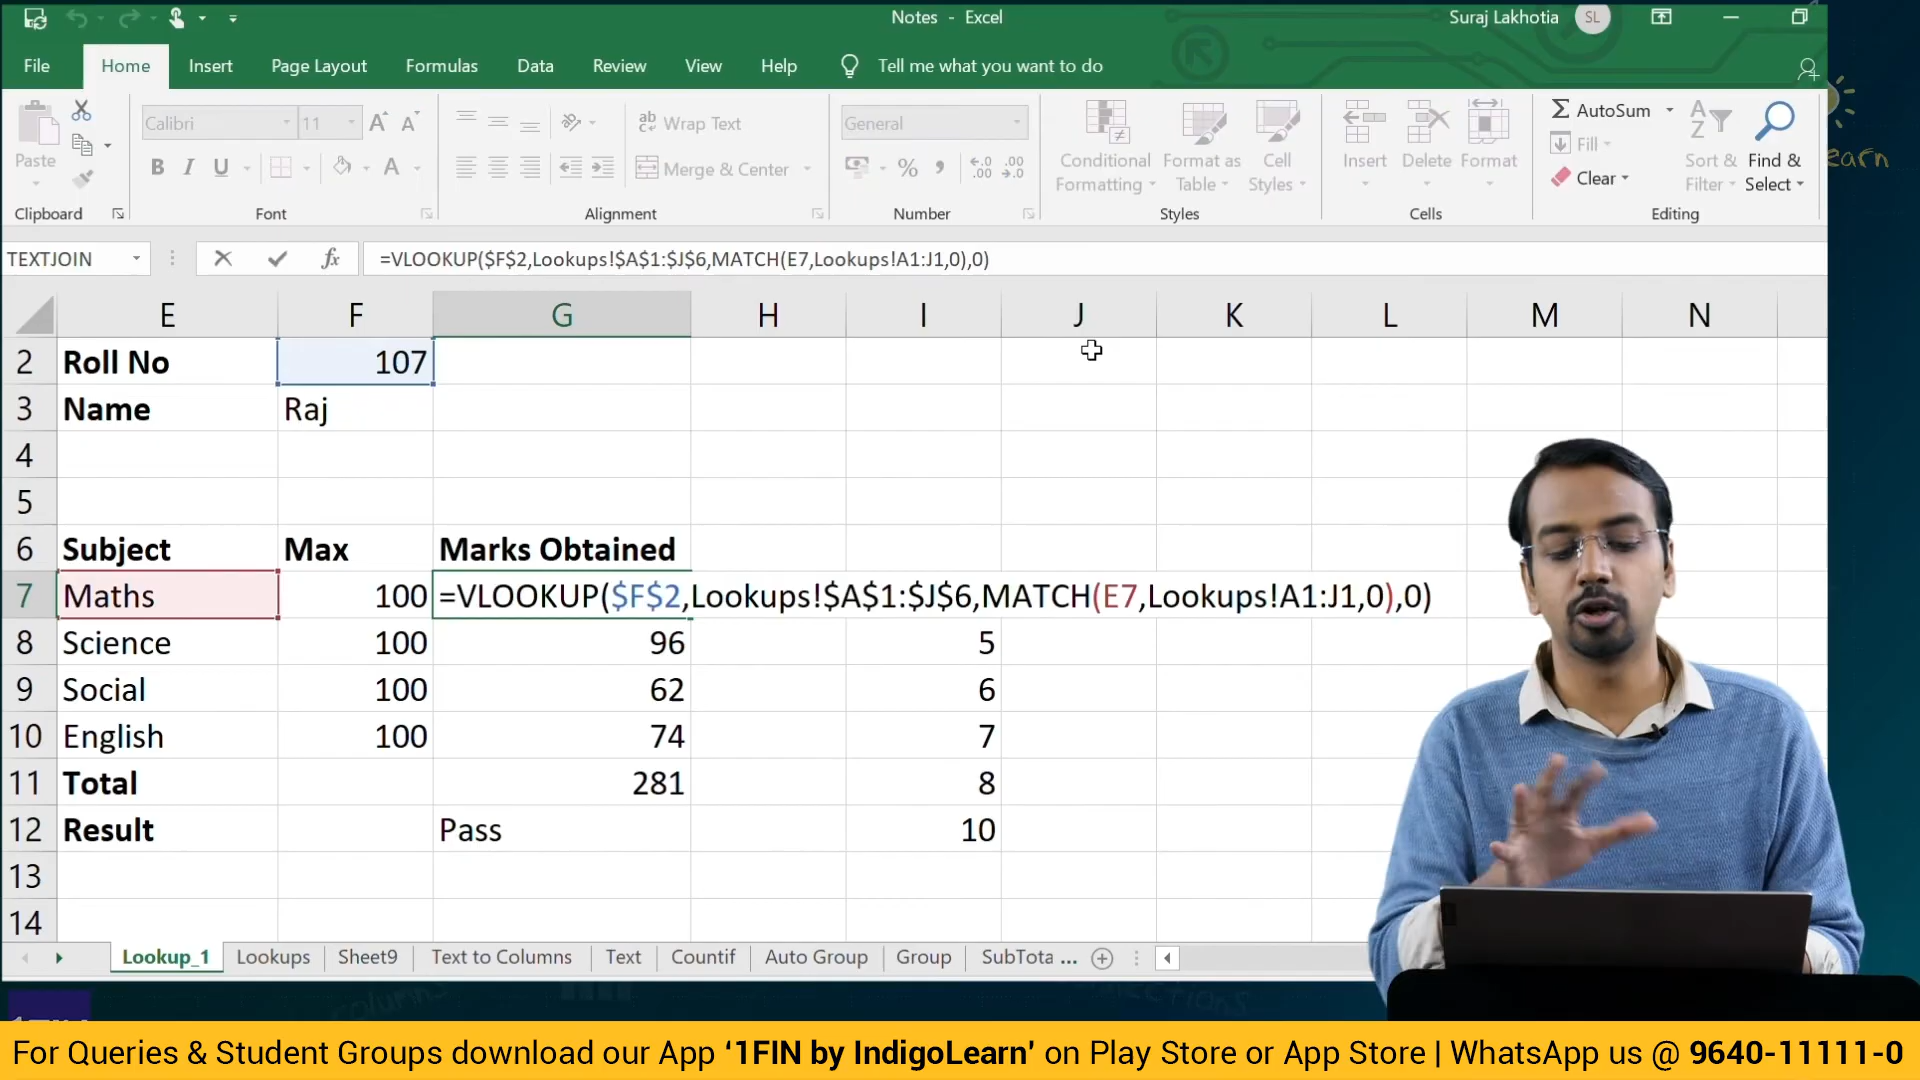 Notes - Excel
Suraj Lakhotia SL
File Home Insert Page Layout Formulas Data Review View Help Tell me what you want to do
Paste
Clipboard
Calibri 11 A A
B I U A
Font
ab Wrap Text
Merge & Center
Alignment
General
% , .0 .00 .00 .0
Number
Conditional Formatting
Format as Table
Cell Styles
Styles
Insert Delete Format
Cells
Σ AutoSum
Fill
Clear
A Z
Sort & Filter
Find & Select
Editing
earn
TEXTJOIN fx =VLOOKUP($F$2,Lookups!$A$1:$J$6,MATCH(E7,Lookups!A1:J1,0),0)
E F G H I J K L M N
2 Roll No 107
3 Name Raj
4
5
6 Subject Max Marks Obtained
7 Maths 100 =VLOOKUP($F$2,Lookups!$A$1:$J$6,MATCH(E7,Lookups!A1:J1,0),0)
8 Science 100 96 5
9 Social 100 62 6
10 English 100 74 7
11 Total 281 8
12 Result Pass 10
13
14
Lookup_1 Lookups Sheet9 Text to Columns Text Countif Auto Group Group SubTota ...
For Queries & Student Groups download our App ‘1FIN by IndigoLearn’ on Play Store or App Store | WhatsApp us @ 9640-11111-0